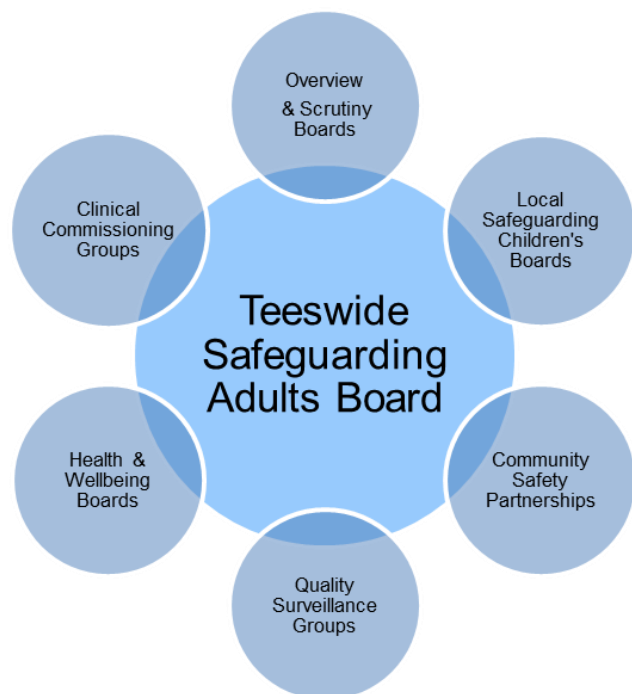 Overview
& Scrutiny
Boards
Local
Safeguarding
Children's
Boards
Community
Safety
Partnerships
Quality
Surveillance
Groups
Health &
Wellbeing
Boards
Clinical
Commissioning
Groups
Teeswide
Safeguarding
Adults Board